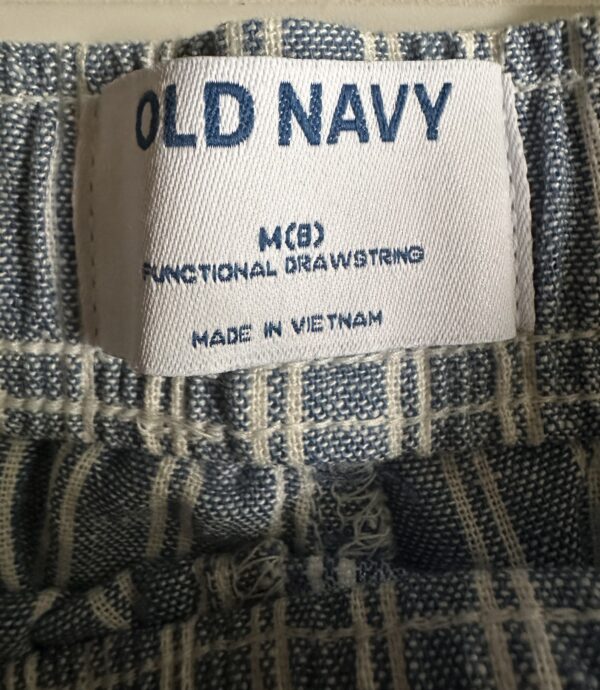 OLD NAVY
M(8)
FUNCTIONAL DRAWSTRING
MADE IN VIETNAM